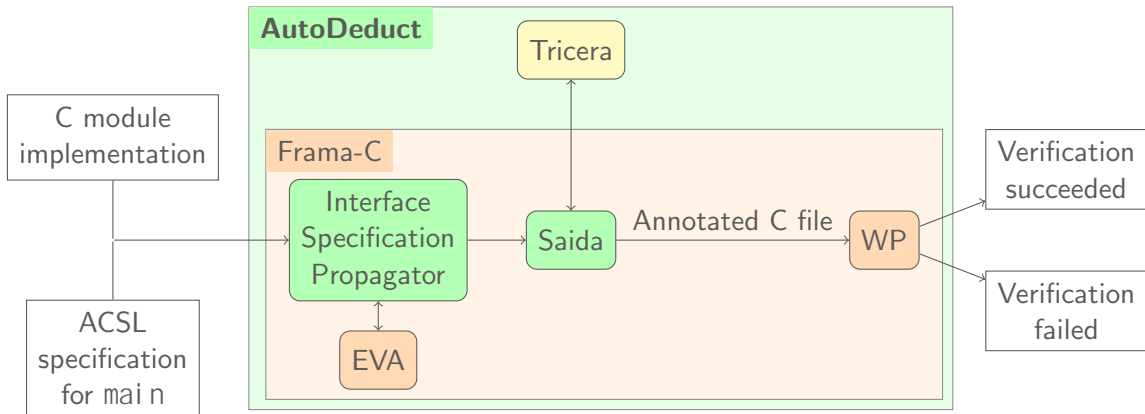 AutoDeduct
Tricera
C module
implementation
Frama-C
Verification
succeeded
Interface
Specification
Propagator
Saida
Annotated C file
WP
Verification
failed
ACSL
specification
for main
EVA